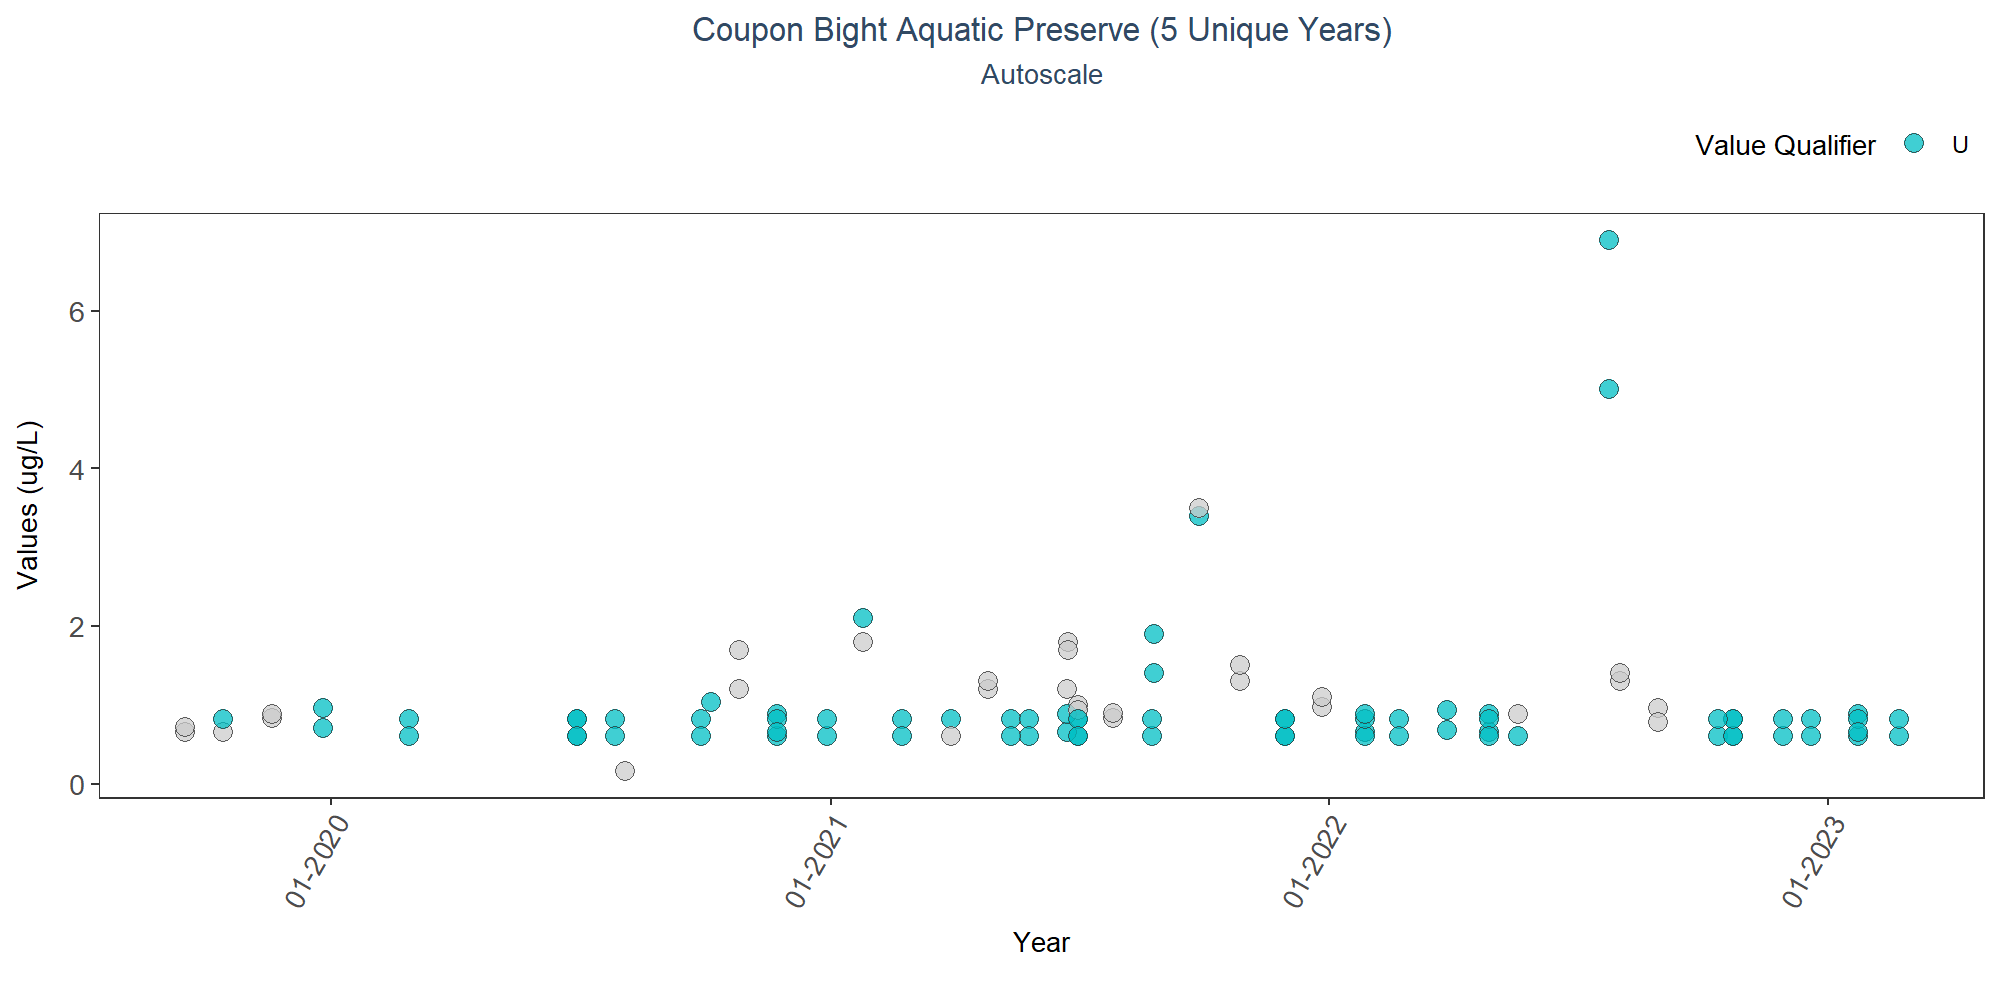 Coupon Bight Aquatic Preserve (5 Unique Years)
Autoscale
Value Qualifier U
Values (ug/L)
6
4
2
0
01-2020
01-2021
01-2022
01-2023
Year